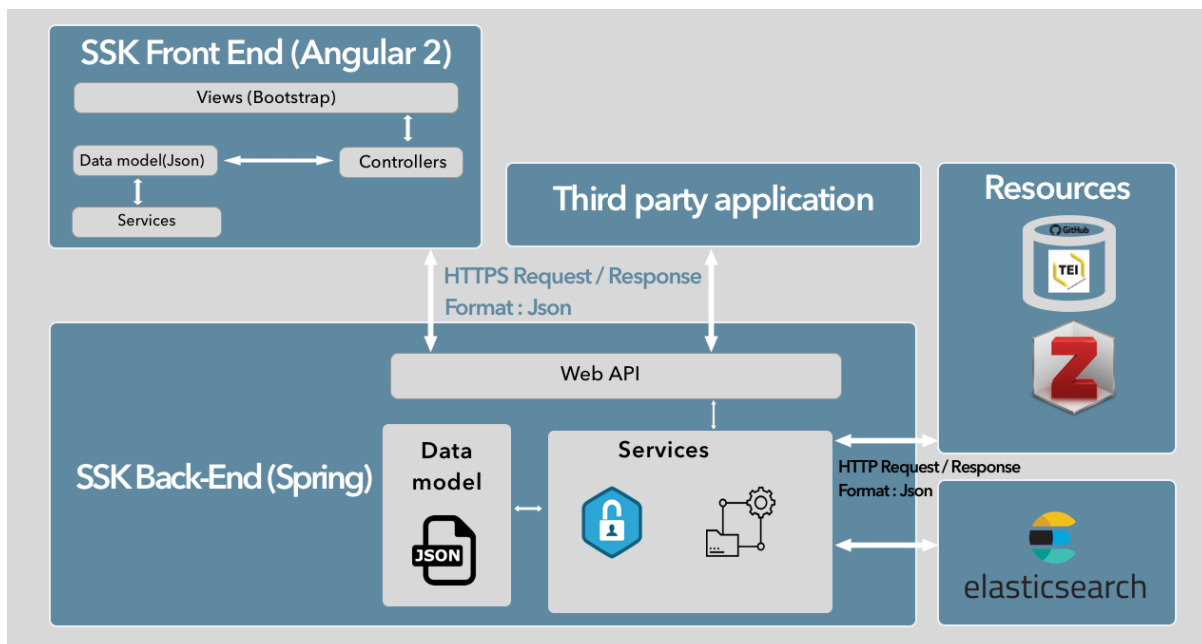 SSK Front End (Angular 2)
Views (Bootstrap)
Data model(Json)
Controllers
Services
Third party application
Resources
GitHub
TEI
Z
HTTPS Request / Response
Format : Json
Web API
SSK Back-End (Spring)
Data
model
JSON
Services
HTTP Request / Response
Format : Json
elasticsearch